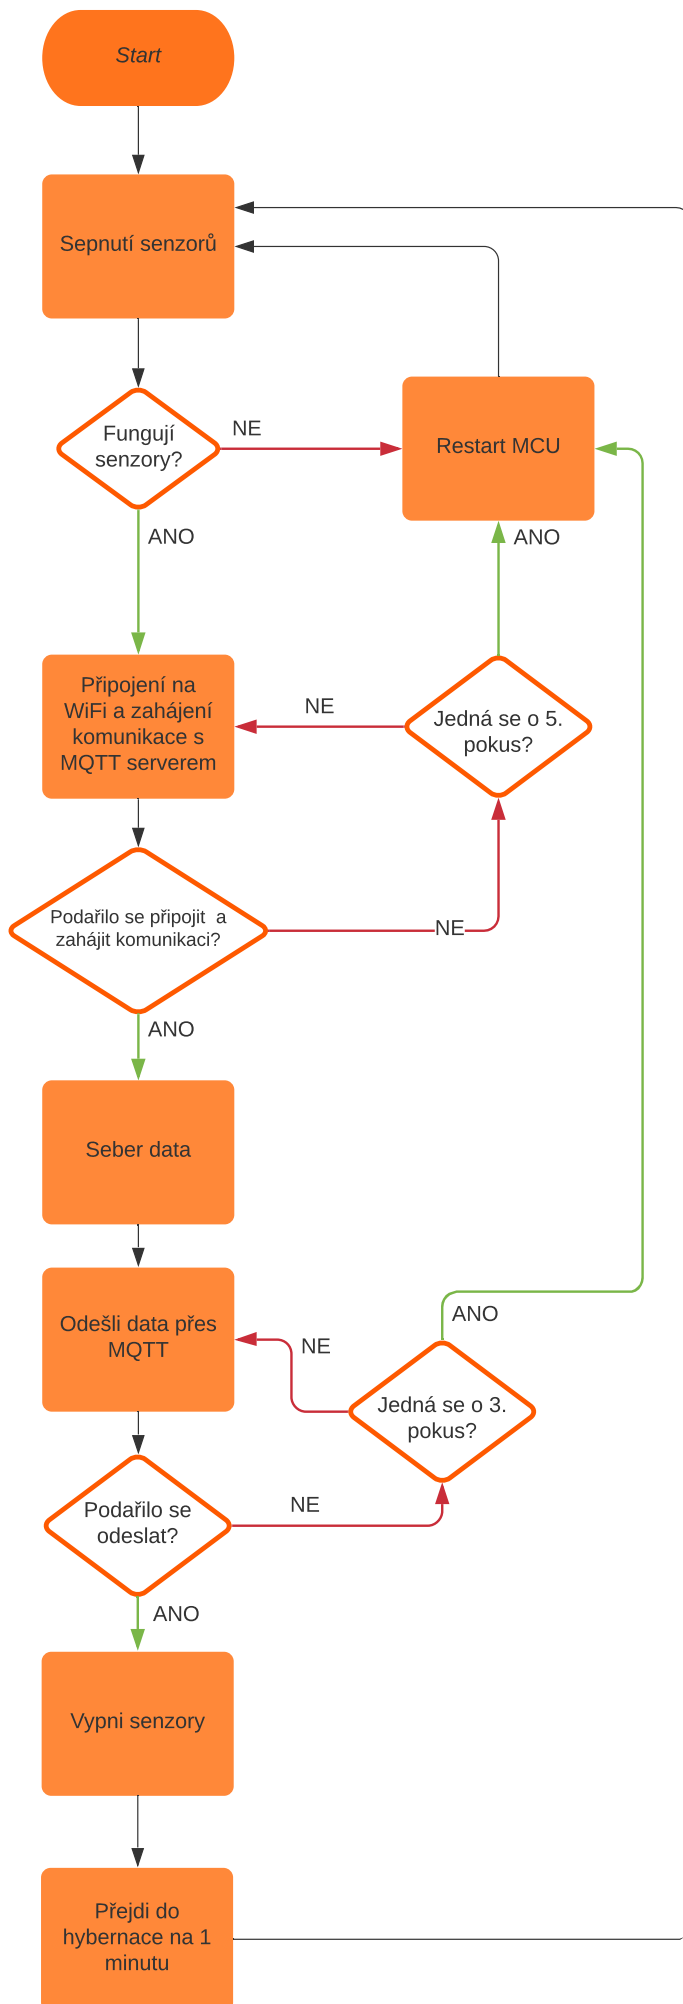 Start
Sepnutí senzorů
Fungují
senzory?
NE
Restart MCU
ANO
ANO
Připojení na
WiFi a zahájení
komunikace s
MQTT serverem
NE
Jedná se o 5.
pokus?
Podařilo se připojit a
zahájit komunikaci?
NE
ANO
Seber data
Odešli data přes
MQTT
NE
ANO
Jedná se o 3.
pokus?
Podařilo se
odeslat?
NE
ANO
Vypni senzory
Přejdi do
hybernace na 1
minutu